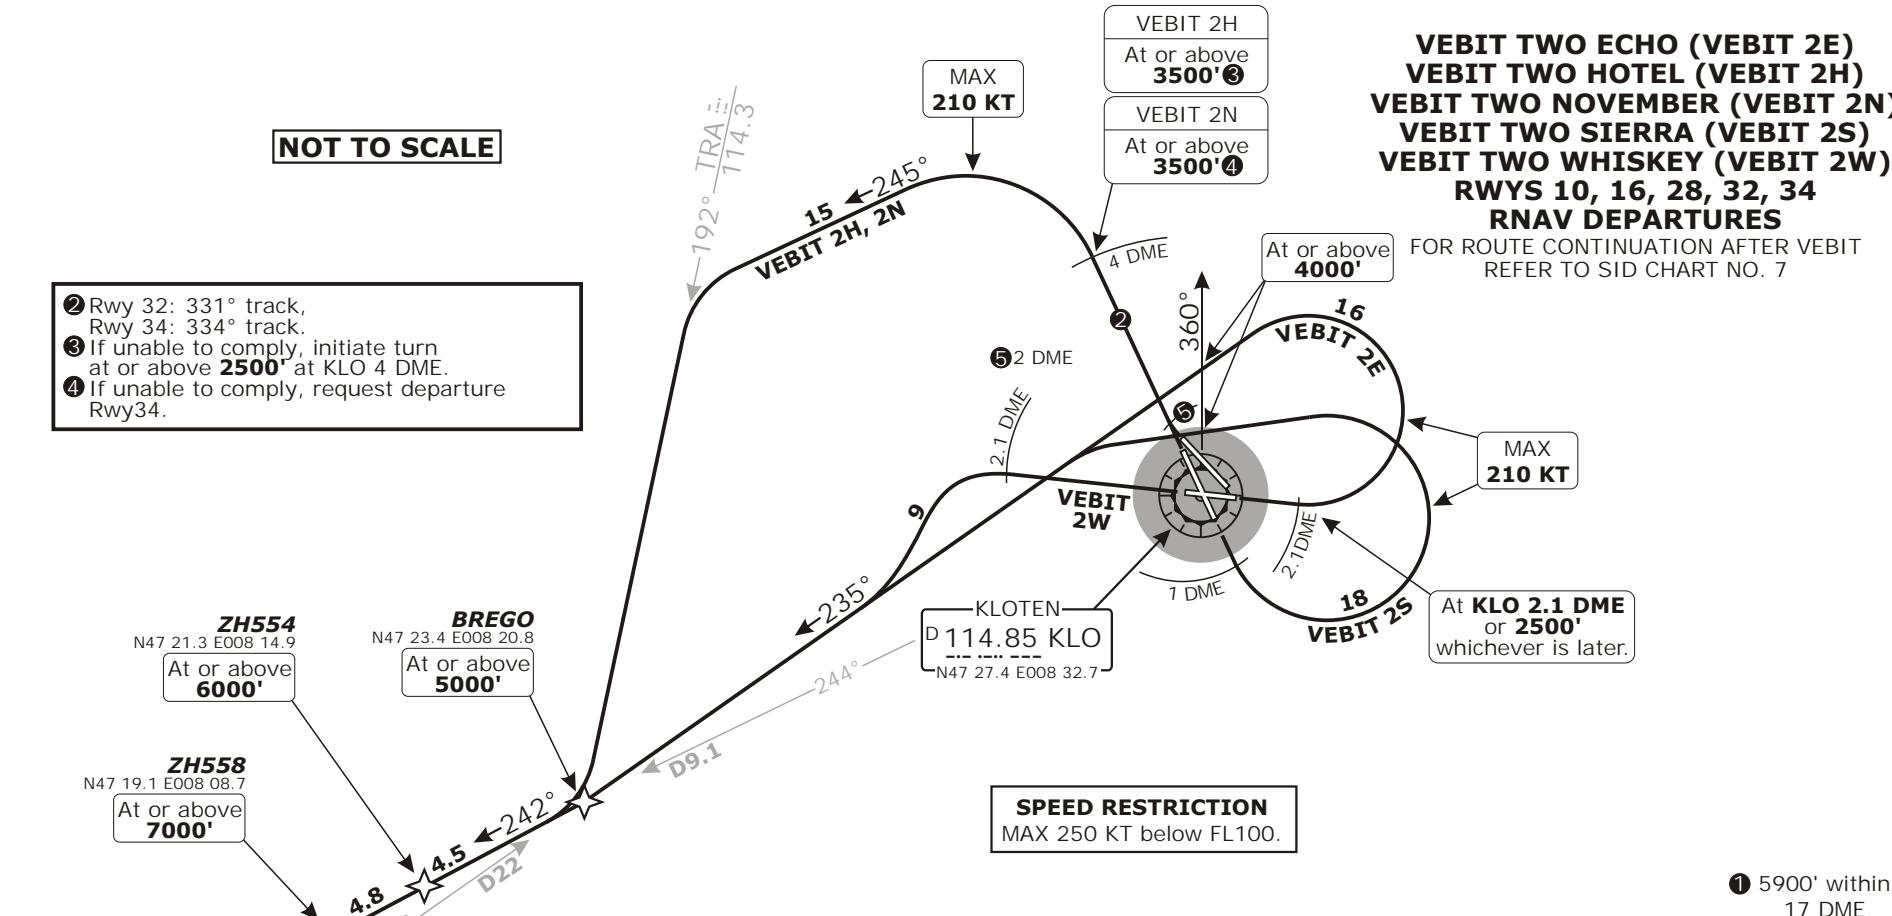 VEBIT 2H
At or above
3500'❸
VEBIT 2N
At or above
3500'❹
VEBIT TWO ECHO (VEBIT 2E)
VEBIT TWO HOTEL (VEBIT 2H)
VEBIT TWO NOVEMBER (VEBIT 2N)
VEBIT TWO SIERRA (VEBIT 2S)
VEBIT TWO WHISKEY (VEBIT 2W)
RWYS 10, 16, 28, 32, 34
RNAV DEPARTURES
FOR ROUTE CONTINUATION AFTER VEBIT
REFER TO SID CHART NO. 7
MAX
210 KT
NOT TO SCALE
192° TRA
114.3
245°
15
VEBIT 2H, 2N
4 DME
At or above
4000'
❷
360°
16
VEBIT 2E
❷ Rwy 32: 331° track,
Rwy 34: 334° track.
❸ If unable to comply, initiate turn
at or above 2500' at KLO 4 DME.
❹ If unable to comply, request departure
Rwy34.
❺ 2 DME
❺
2.1 DME
MAX
210 KT
VEBIT
2W
9
2.1DME
1 DME
235°
18
VEBIT 2S
At KLO 2.1 DME
or 2500'
whichever is later.
KLOTEN
D 114.85 KLO
N47 27.4 E008 32.7
244°
D9.1
ZH554
N47 21.3 E008 14.9
At or above
6000'
BREGO
N47 23.4 E008 20.8
At or above
5000'
ZH558
N47 19.1 E008 08.7
At or above
7000'
242°
4.5
D22
4.8
SPEED RESTRICTION
MAX 250 KT below FL100.
❶ 5900' within
17 DME